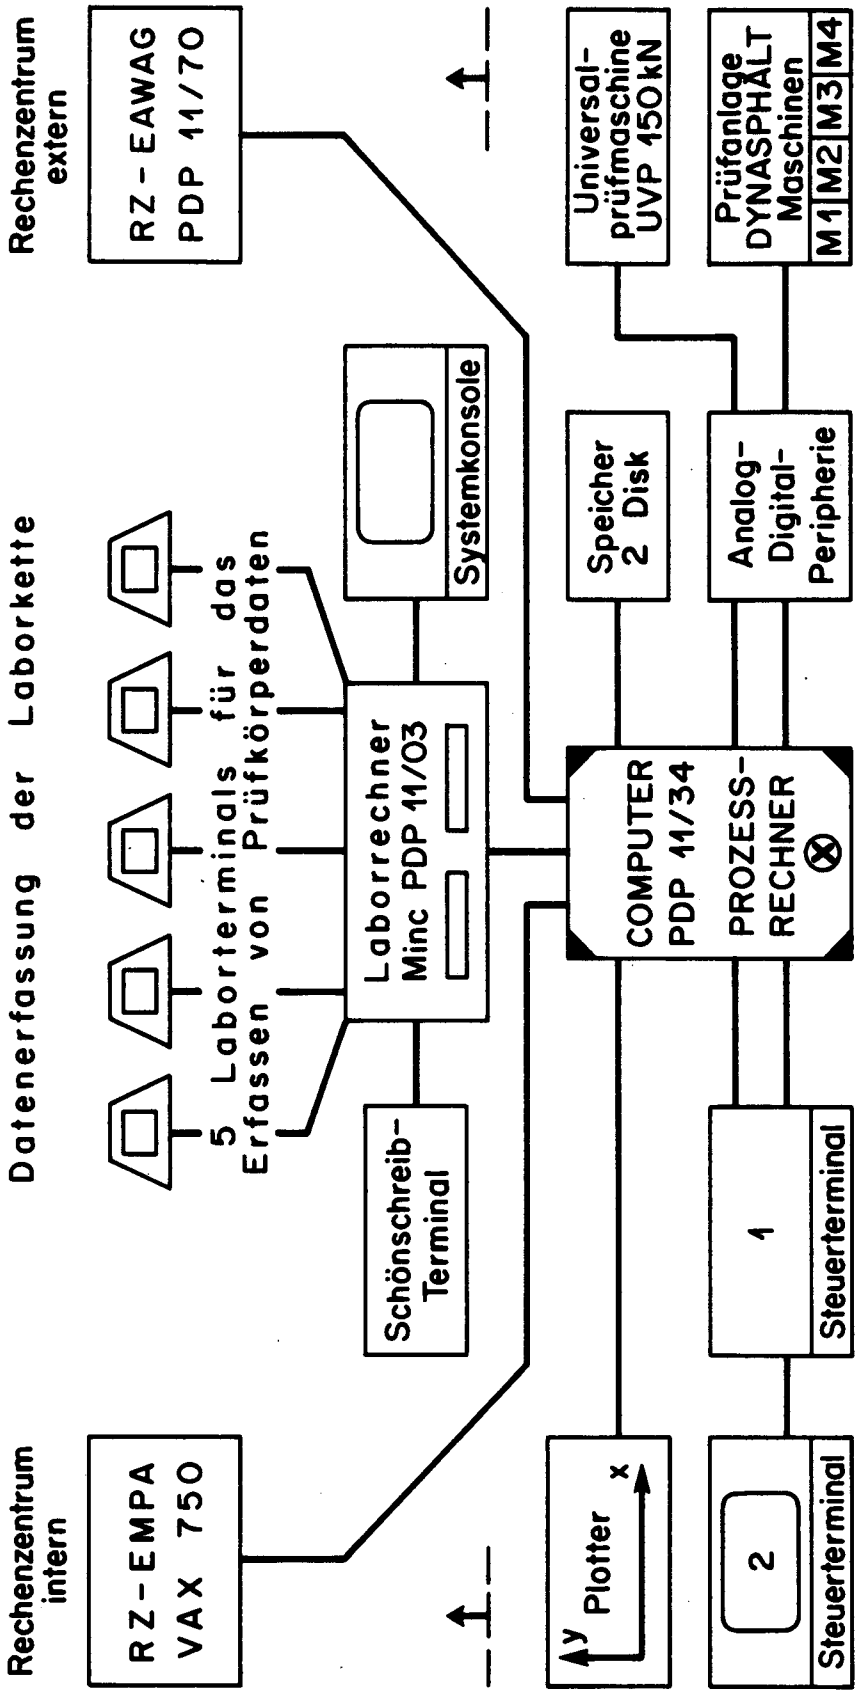 Rechenzentrum
intern
Datenerfassung der Laborkette
Rechenzentrum
extern
RZ-EMPA
VAX 750
RZ-EAWAG
PDP 11/70
5 Laborterminals für das
Erfassen von Prüfkörperdaten
Schönschreib-
Terminal
Laborrechner
Minc PDP 11/03
Systemkonsole
y
Plotter
x
COMPUTER
PDP 11/34
PROZESS-
RECHNER
Speicher
2 Disk
Universal-
prüfmaschine
UVP 150 kN
2
Steuerterminal
1
Steuerterminal
Analog-
Digital-
Peripherie
Prüfanlage
DYNASPHALT
Maschinen
M1 M2 M3 M4